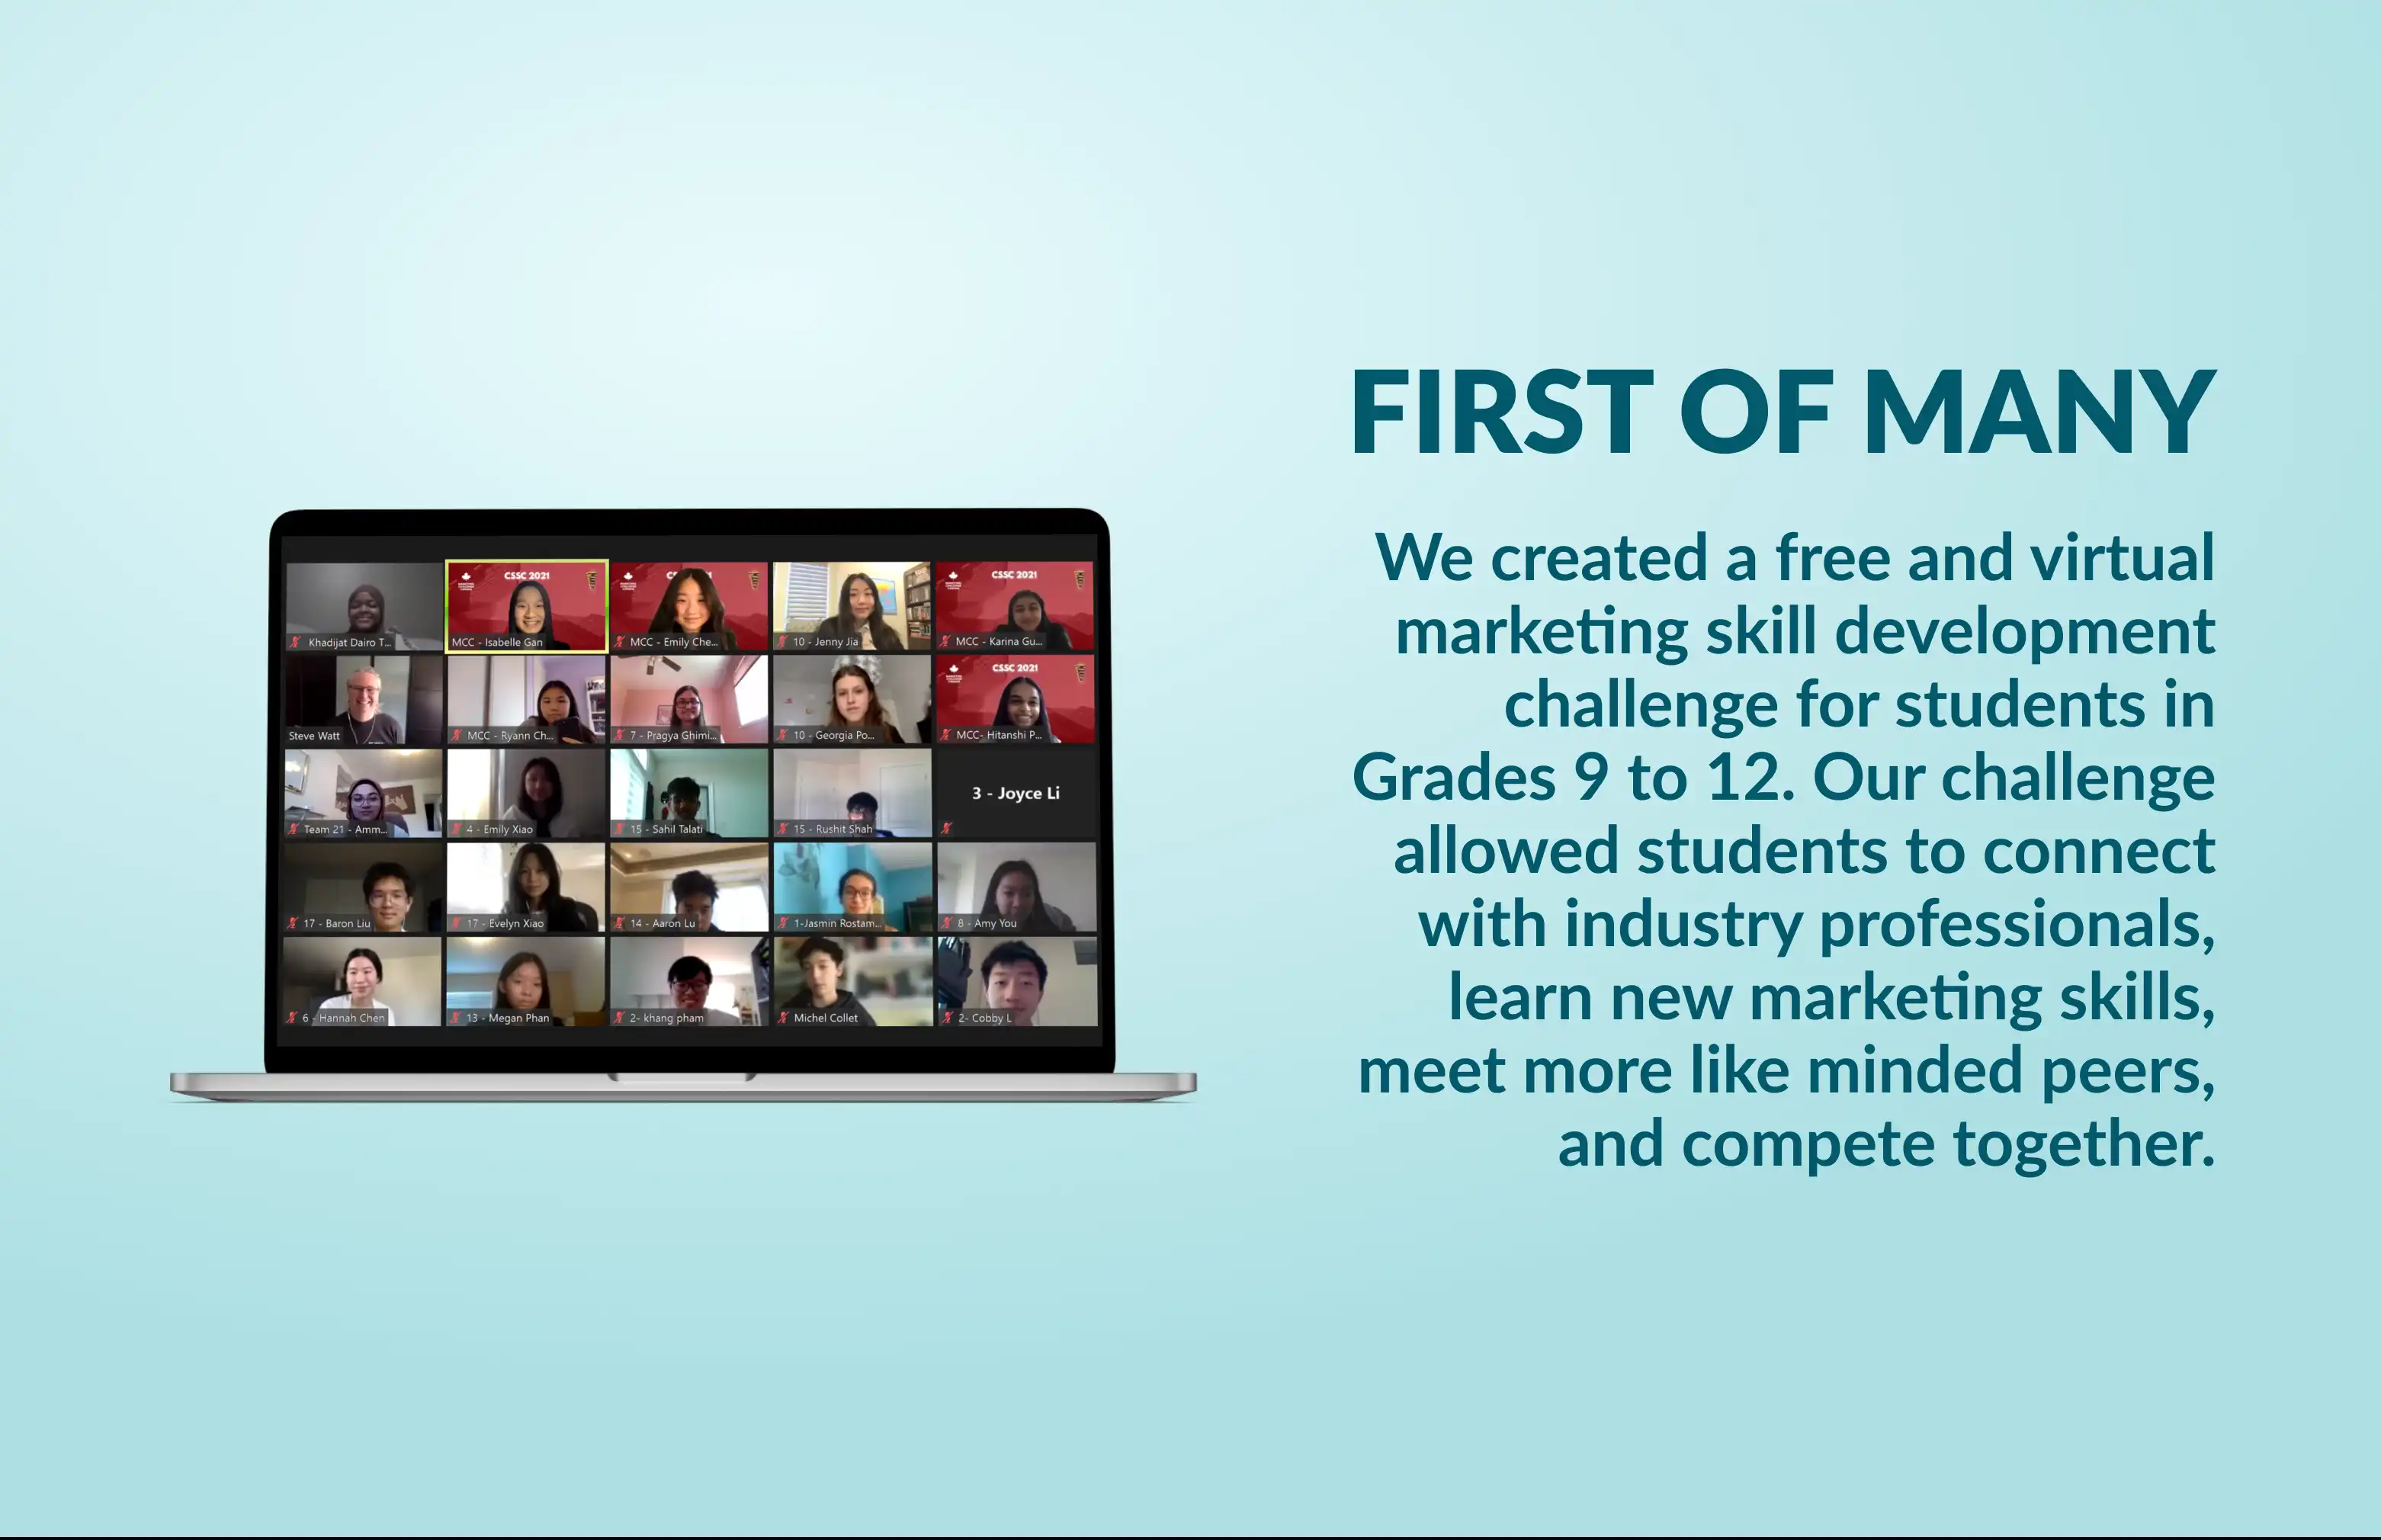 FIRST OF MANY
We created a free and virtual
marketing skill development
challenge for students in
Grades 9 to 12. Our challenge
allowed students to connect
with industry professionals,
learn new marketing skills,
meet more like minded peers,
and compete together.
CSSC 2021
CSSC 2021
Khadijat Dairo T...
MCC - Isabelle Gan
MCC - Emily Che...
10 - Jenny Jia
MCC - Karina Gu...
CSSC 2021
Steve Watt
MCC - Ryann Ch...
7 - Pragya Ghimi...
10 - Georgia Po...
MCC- Hitanshi P...
Team 21 - Amm...
4 - Emily Xiao
15 - Sahil Talati
15 - Rushit Shah
3 - Joyce Li
17 - Baron Liu
17 - Evelyn Xiao
14 - Aaron Lu
1-Jasmin Rostam...
8 - Amy You
6 - Hannah Chen
13 - Megan Phan
2- khang pham
Michel Collet
2- Cobby L